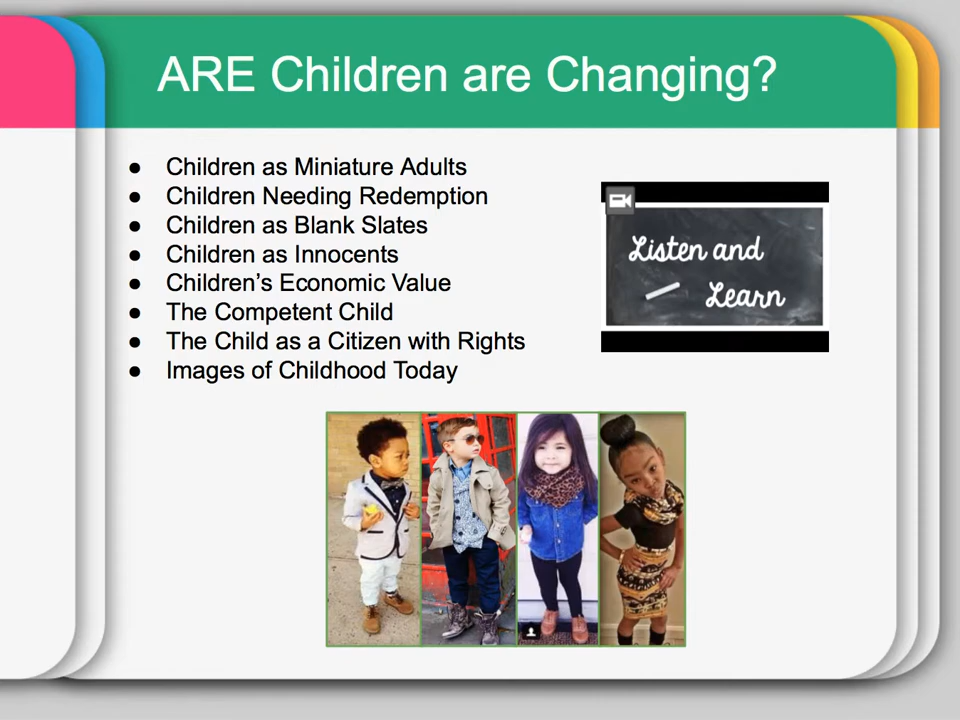 ARE Children are Changing?
● Children as Miniature Adults
● Children Needing Redemption
● Children as Blank Slates
● Children as Innocents
● Children’s Economic Value
● The Competent Child
● The Child as a Citizen with Rights
● Images of Childhood Today
Listen and
Learn